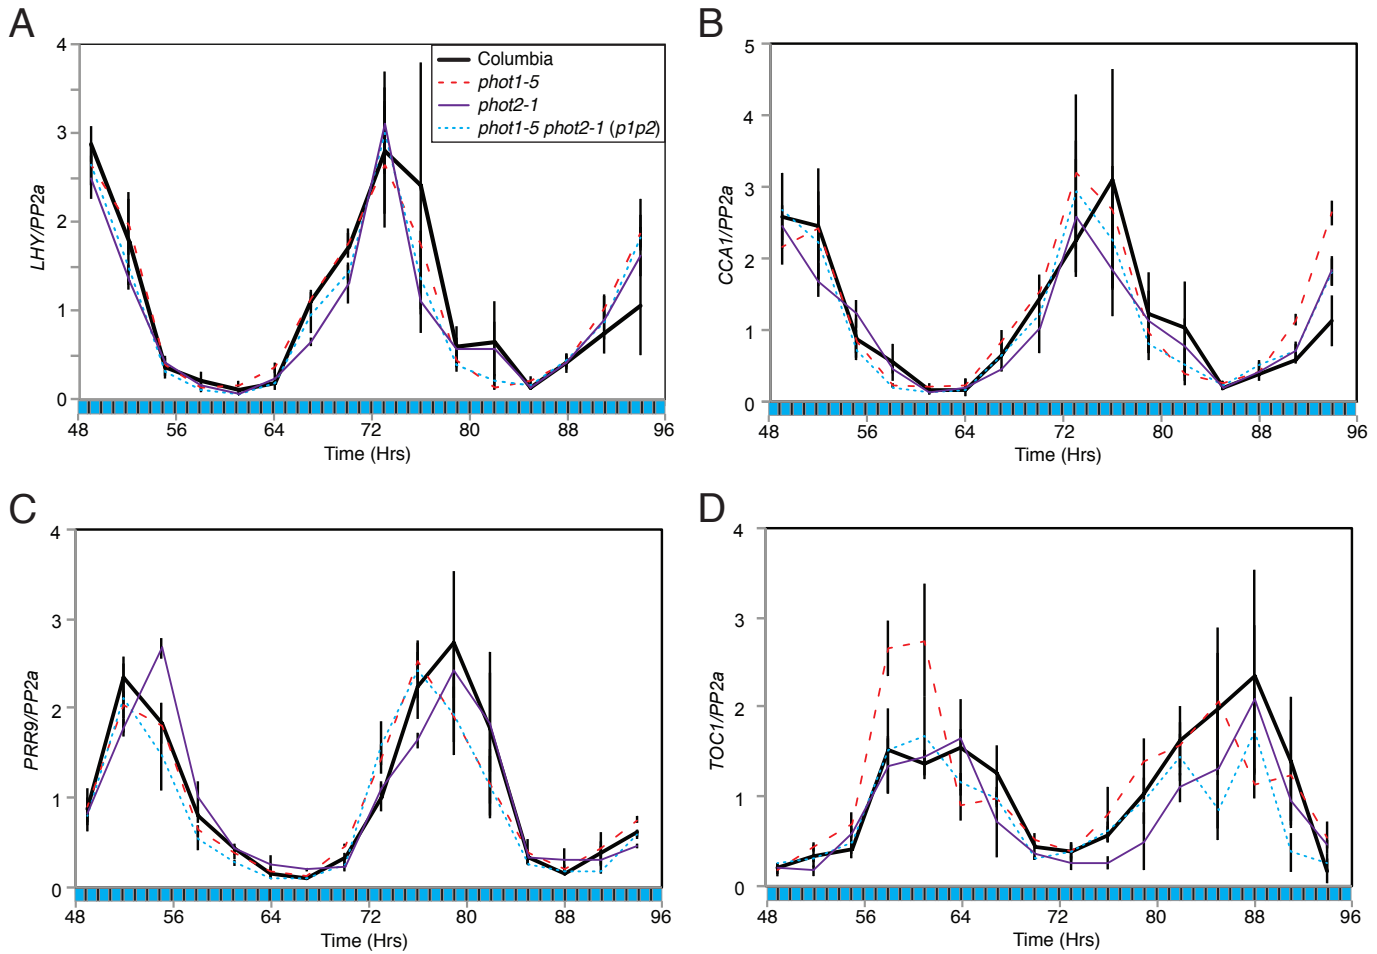 A
LHY/PP2a
4
3
2
1
0
Columbia
phot1-5
phot2-1
phot1-5 phot2-1 (p1p2)
48 56 64 72 80 88 96
Time (Hrs)
B
CCA1/PP2a
5
4
3
2
1
0
48 56 64 72 80 88 96
Time (Hrs)
C
PRR9/PP2a
4
3
2
1
0
48 56 64 72 80 88 96
Time (Hrs)
D
TOC1/PP2a
4
3
2
1
0
48 56 64 72 80 88 96
Time (Hrs)